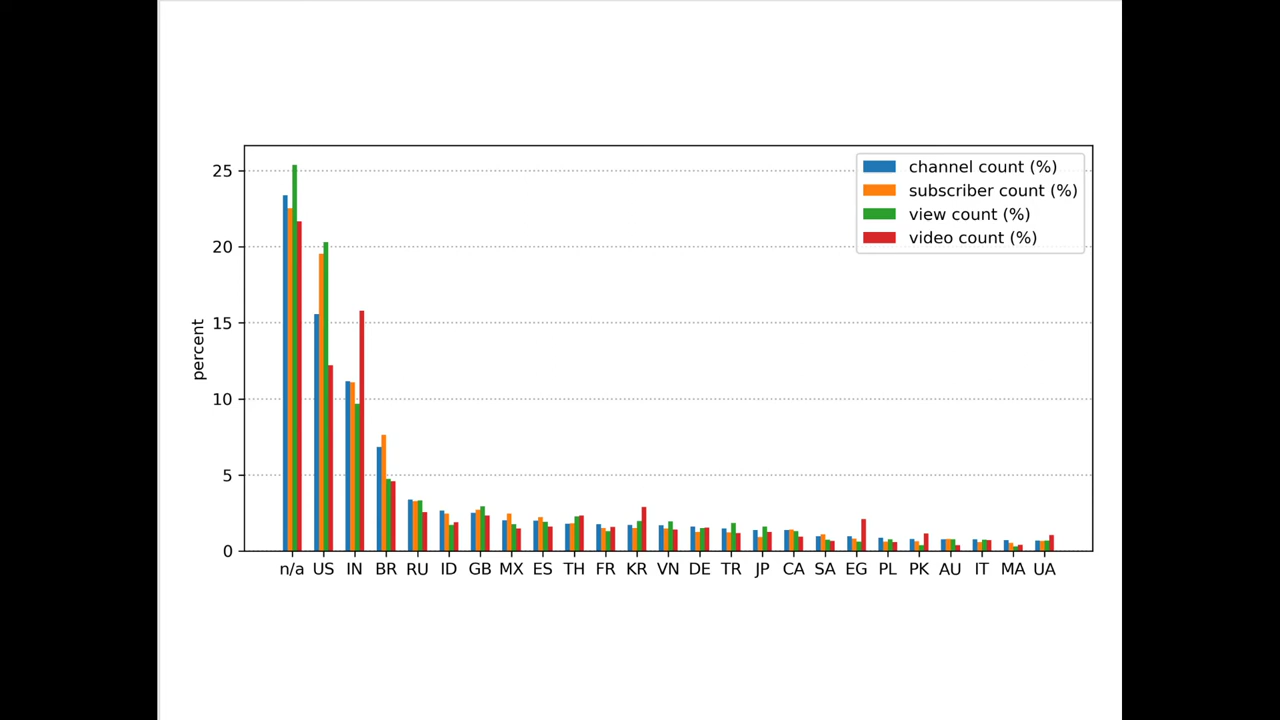 channel count (%)
subscriber count (%)
view count (%)
video count (%)
percent
25
20
15
10
5
0
n/a US IN BR RU ID GB MX ES TH FR KR VN DE TR JP CA SA EG PL PK AU IT MA UA